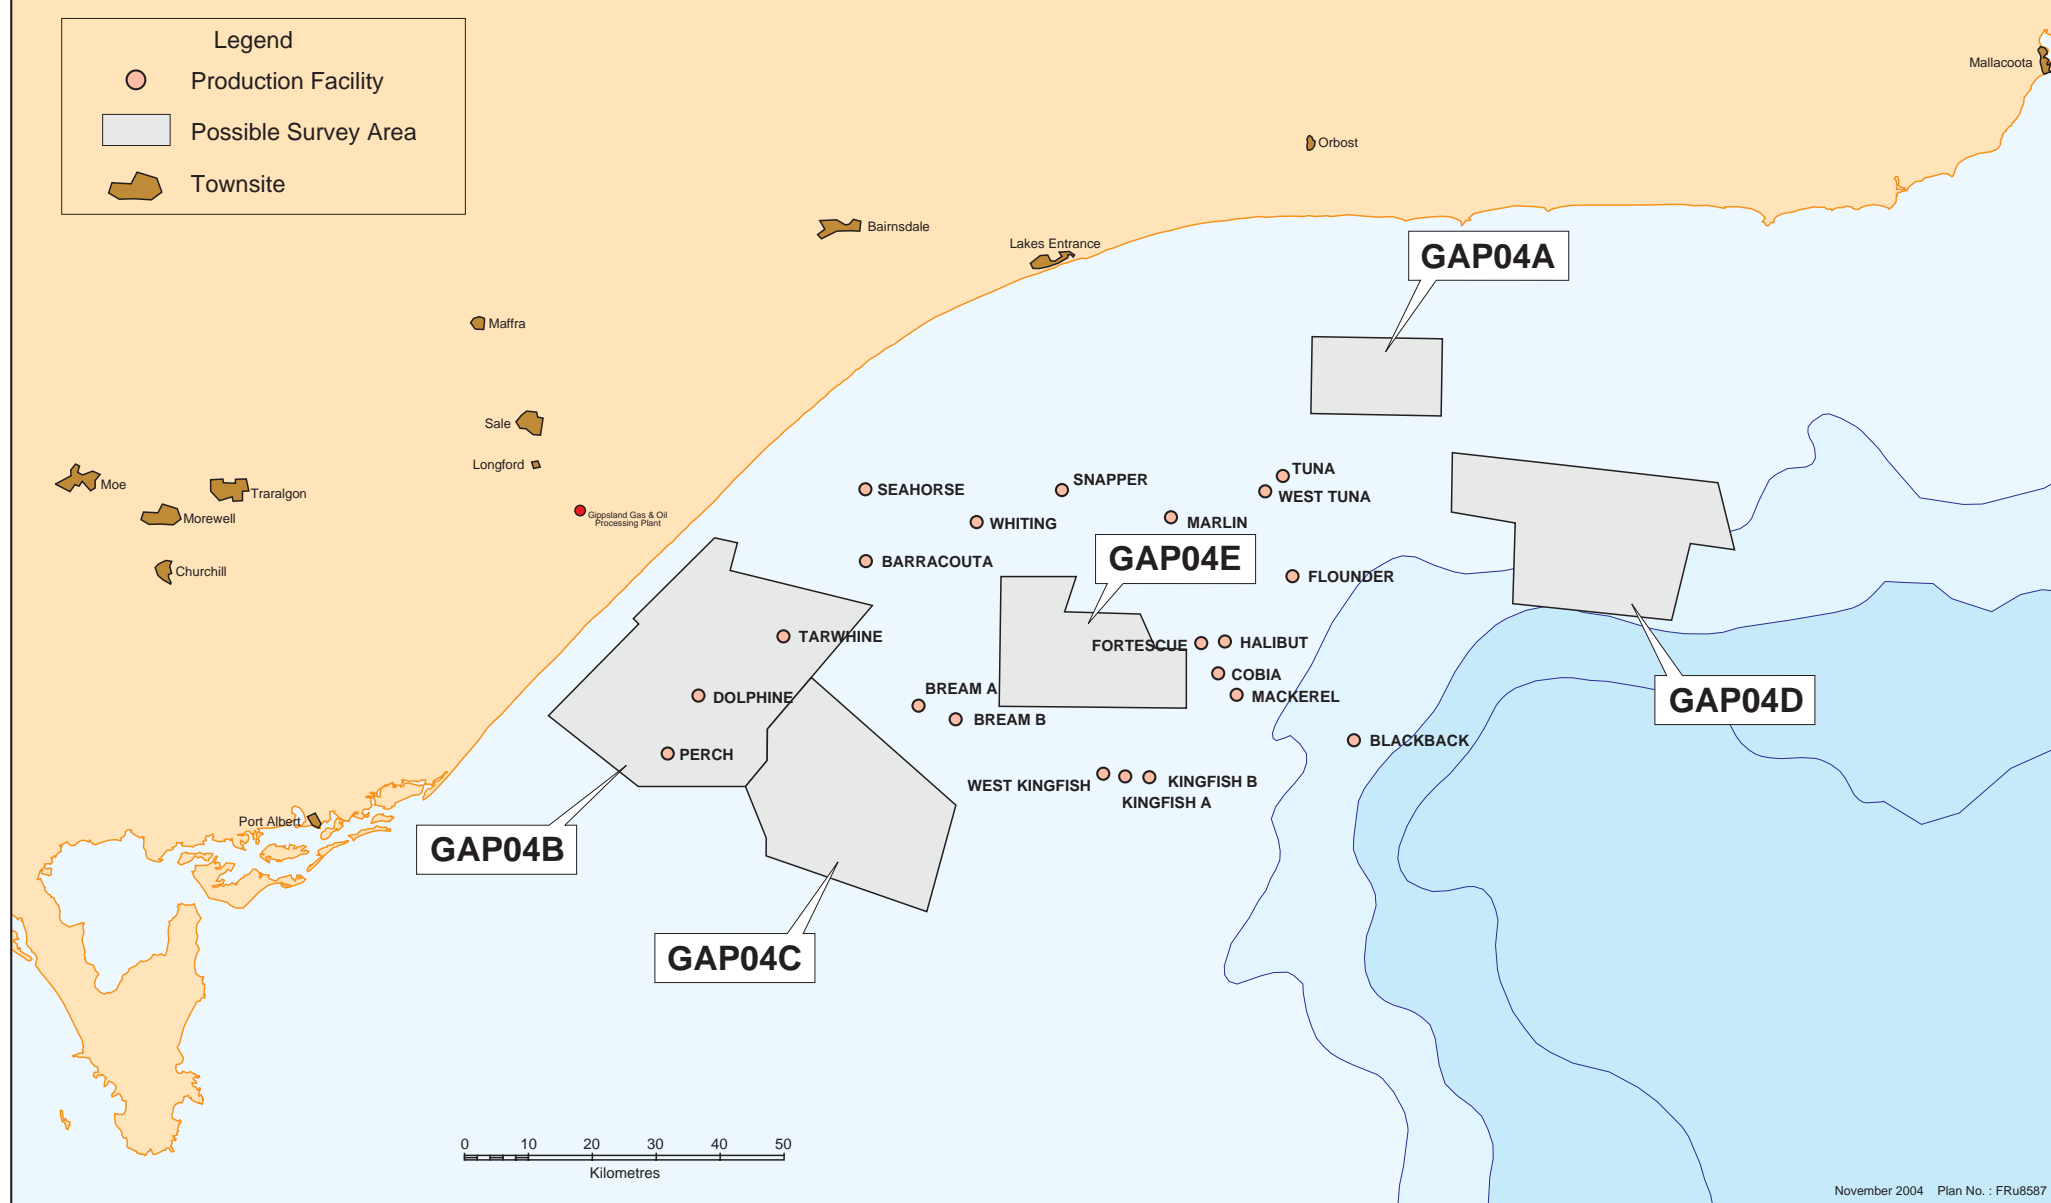 Legend
Production Facility
Possible Survey Area
Townsite
Mallacoota
Orbost
Bairnsdale
Lakes Entrance
GAP04A
Maffra
Sale
Longford
Moe
Traralgon
Morewell
Churchill
Gippsland Gas & Oil
Processing Plant
SEAHORSE
SNAPPER
TUNA
WEST TUNA
WHITING
MARLIN
BARRACOUTA
GAP04E
FLOUNDER
TARWHINE
FORTESCUE
HALIBUT
COBIA
DOLPHINE
BREAM A
MACKEREL
GAP04D
BREAM B
BLACKBACK
PERCH
WEST KINGFISH
KINGFISH B
KINGFISH A
Port Albert
GAP04B
GAP04C
0 10 20 30 40 50
Kilometres
November 2004 Plan No. : FRu8587